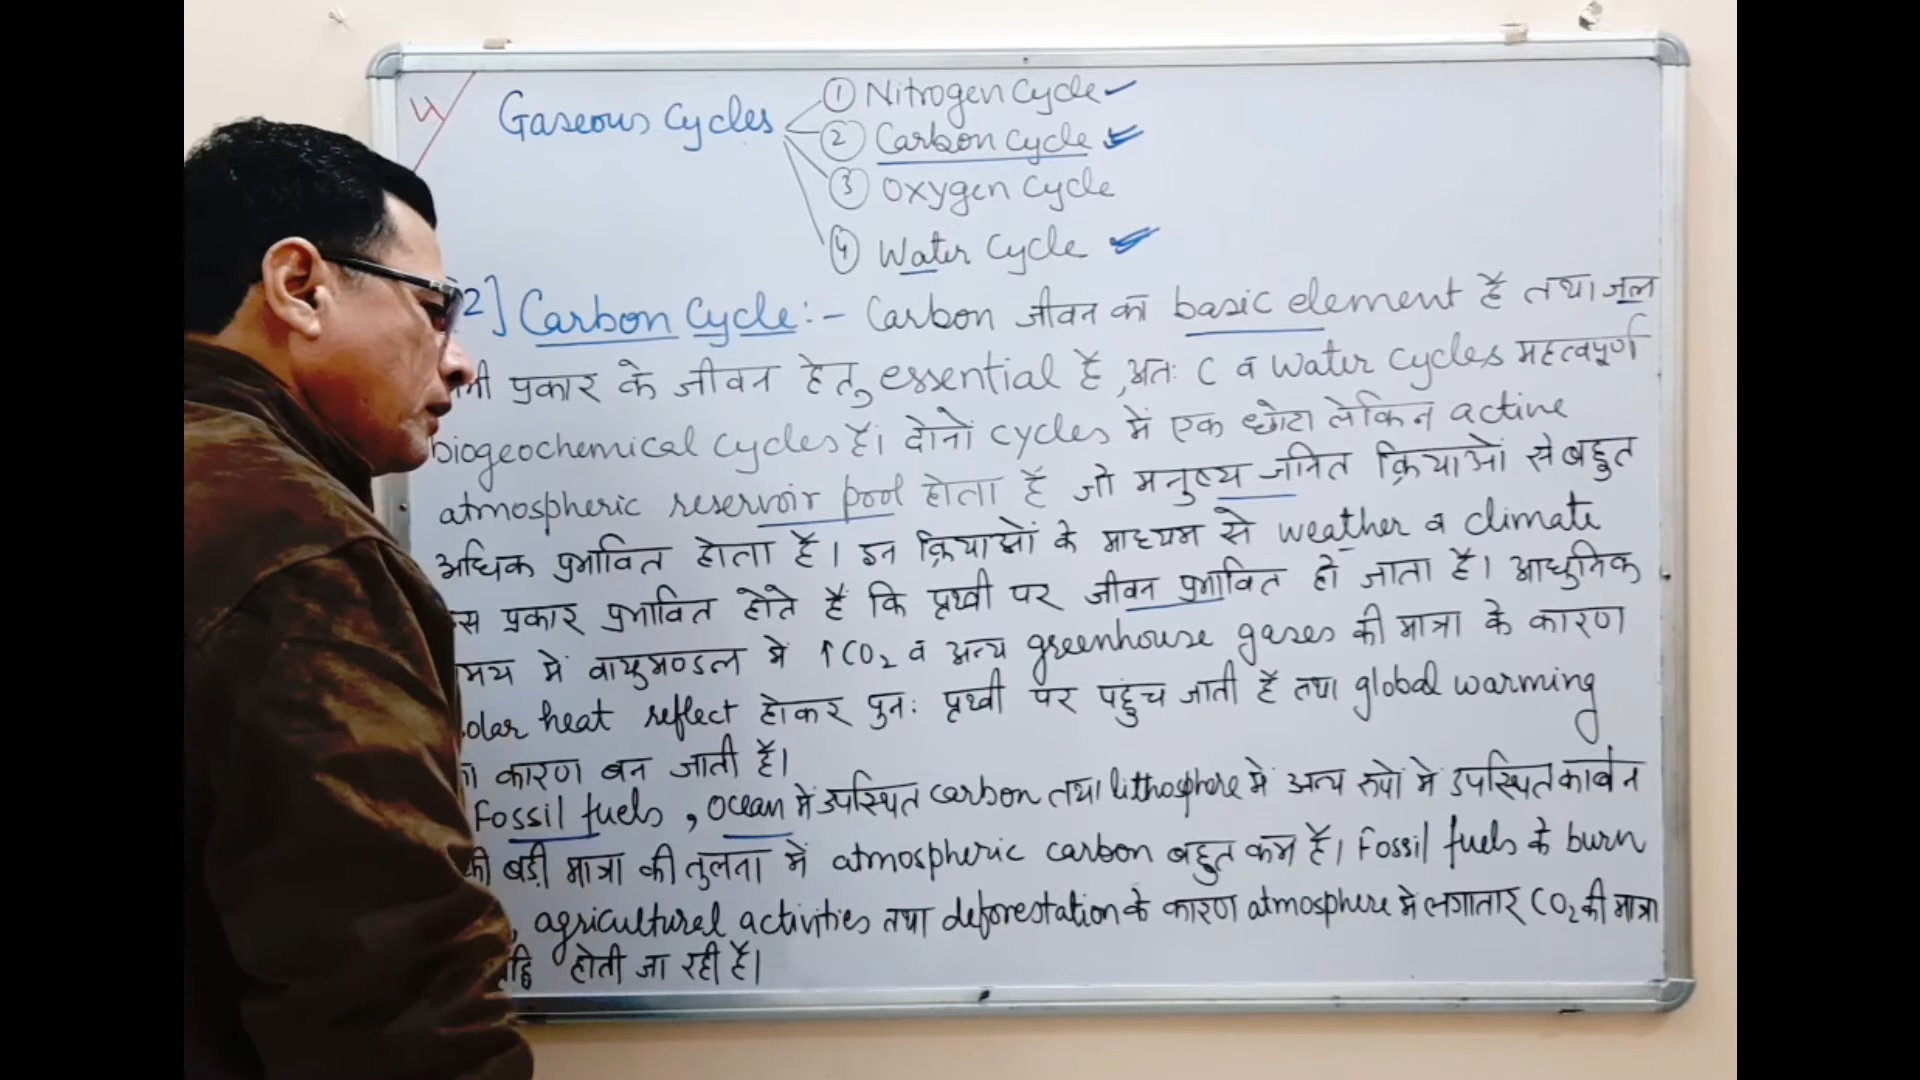 4
Gaseous Cycles
① Nitrogen Cycle
② Carbon Cycle
③ Oxygen Cycle
④ Water Cycle
2] Carbon Cycle :- Carbon जीवन का basic element है तथा जल
प्रकार के जीवन हेतु essential है, अतः C व Water Cycles महत्वपूर्ण
biogeochemical cycles हैं। दोनों cycles में एक छोटा लेकिन active
atmospheric reservoir pool होता है जो मनुष्य जनित क्रियाओं से बहुत
अधिक प्रभावित होता है। इन क्रियाओं के माध्यम से weather व climate
प्रकार प्रभावित होते हैं कि पृथ्वी पर जीवन प्रभावित हो जाता है। आधुनिक
में वायुमण्डल में ↑CO₂ व अन्य greenhouse gases की मात्रा के कारण
heat reflect होकर पुनः पृथ्वी पर पहुंच जाती है तथा global warming
कारण बन जाती है।
Fossil fuels, Ocean में उपस्थित carbon तथा lithosphere में अन्य रूपों में उपस्थित कार्बन
की बड़ी मात्रा की तुलना में atmospheric carbon बहुत कम है। Fossil fuels के burn
, agricultural activities तथा deforestation के कारण atmosphere में लगातार CO₂ की मात्रा
होती जा रही है।